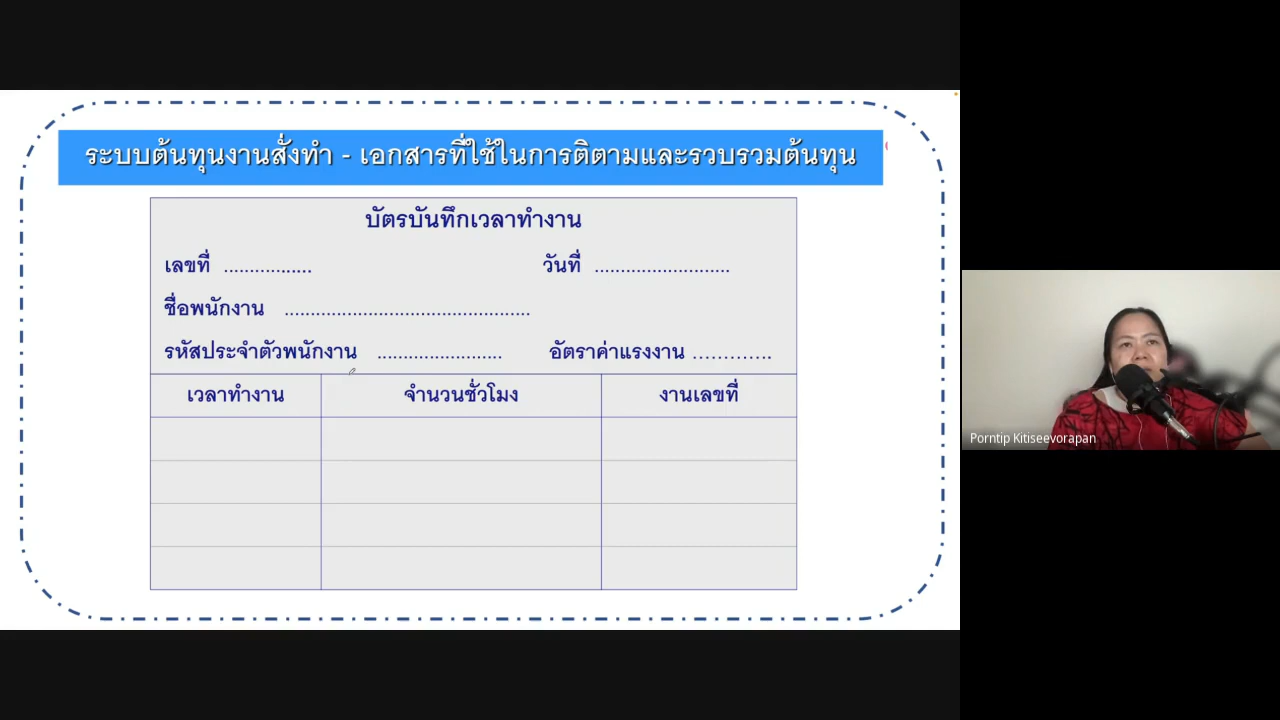 ระบบต้นทุนงานสั่งทำ - เอกสารที่ใช้ในการติตามและรวบรวมต้นทุน
บัตรบันทึกเวลาทำงาน
เลขที่ ................. วันที่ ..........................
ชื่อพนักงาน ...............................................
รหัสประจำตัวพนักงาน ........................ อัตราค่าแรงงาน .............
เวลาทำงาน จำนวนชั่วโมง งานเลขที่
Porntip Kitiseevorapan